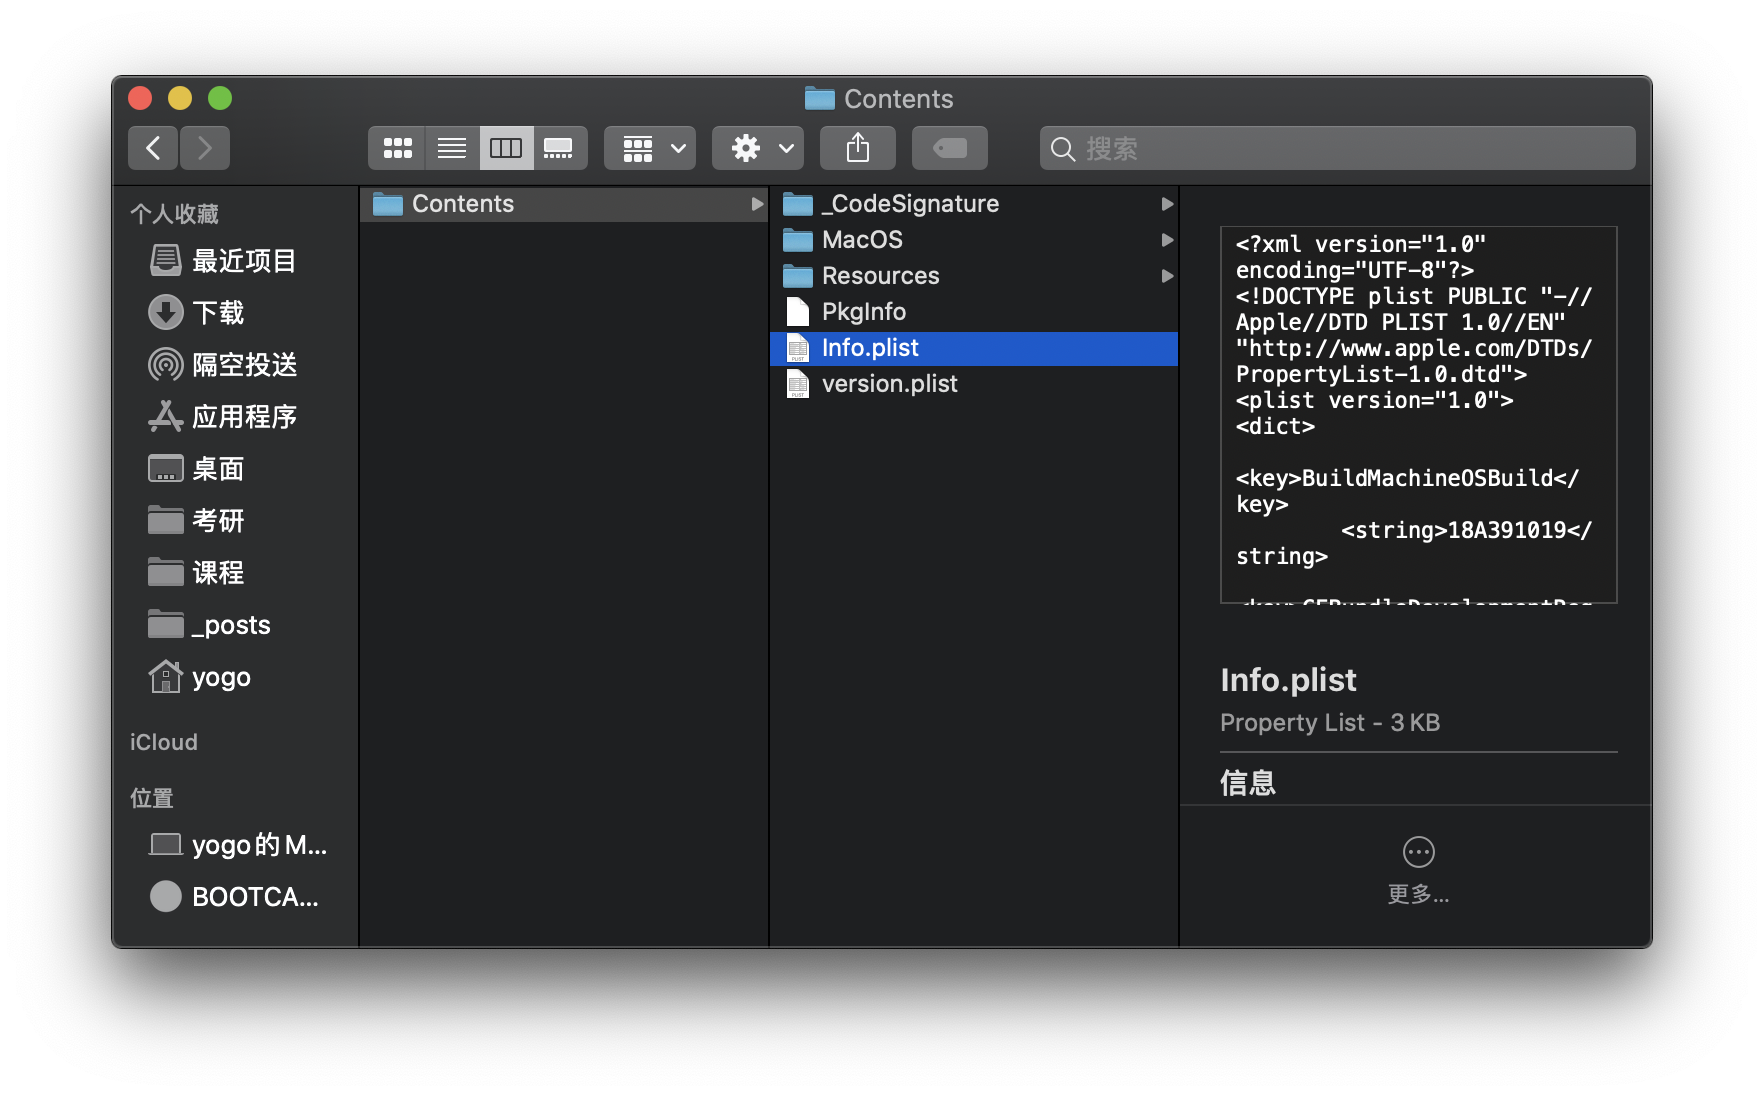 Contents
搜索
个人收藏
最近项目
下载
隔空投送
应用程序
桌面
考研
课程
_posts
yogo
iCloud
位置
yogo的 M...
BOOTCA...
Contents
_CodeSignature
MacOS
Resources
PkgInfo
Info.plist
version.plist
<?xml version="1.0"
encoding="UTF-8"?>
<!DOCTYPE plist PUBLIC "-//
Apple//DTD PLIST 1.0//EN"
"http://www.apple.com/DTDs/
PropertyList-1.0.dtd">
<plist version="1.0">
<dict>
<key>BuildMachineOSBuild</
key>
<string>18A391019</
string>
Info.plist
Property List - 3 KB
信息
更多...